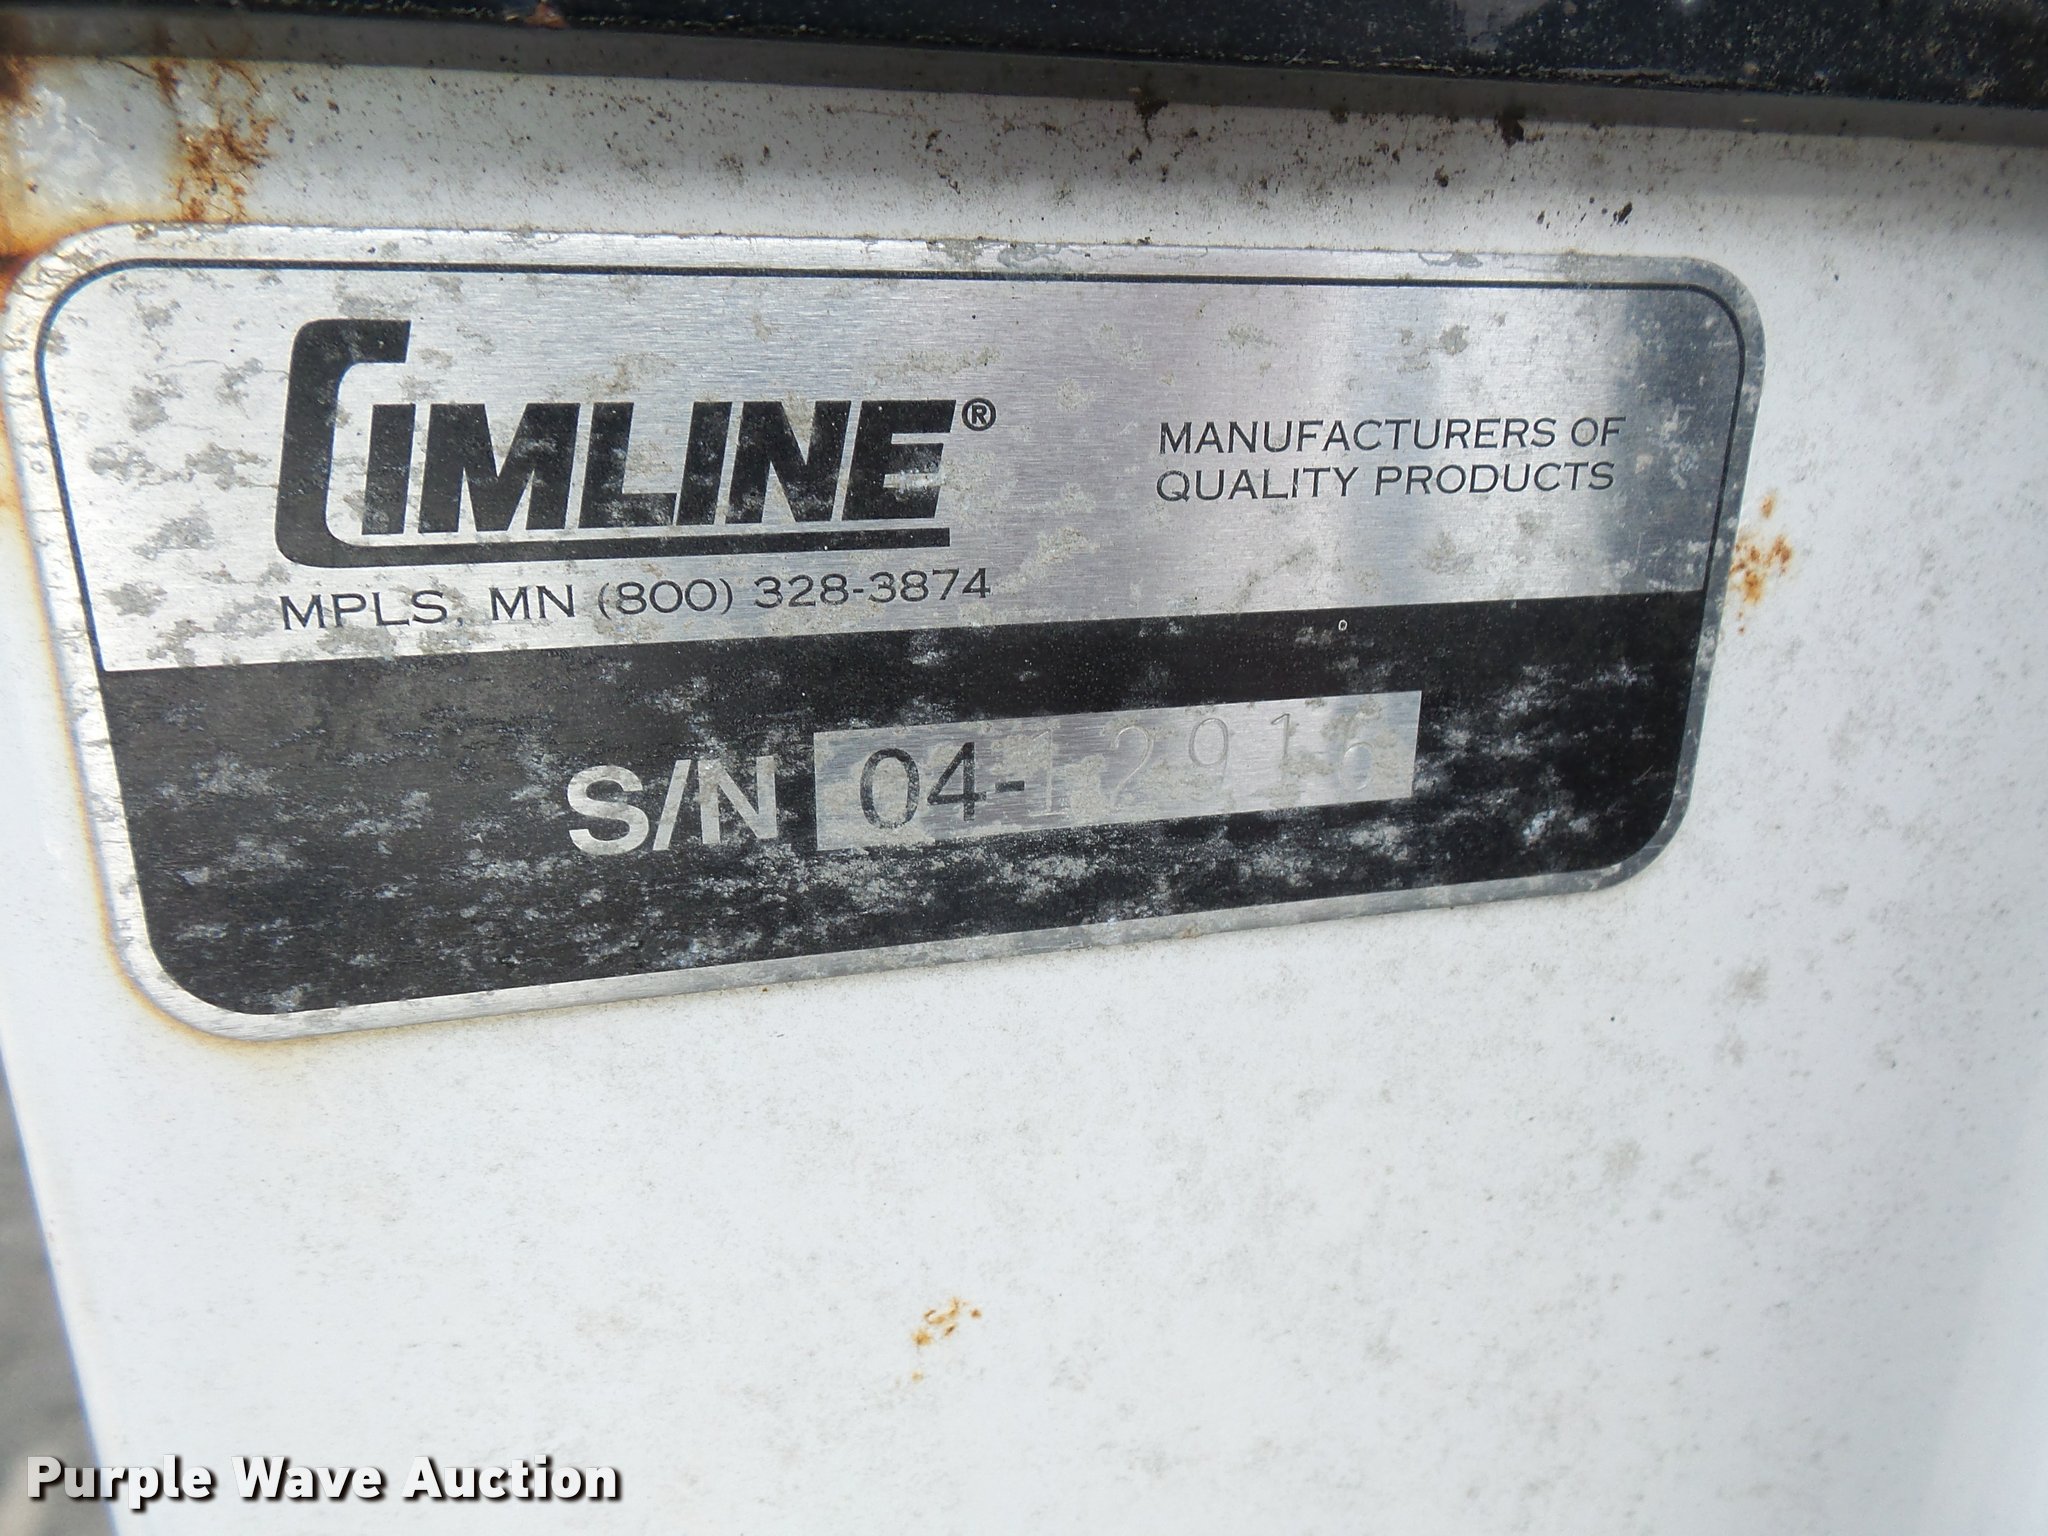 CIMLINE®
MPLS, MN (800) 328-3874
MANUFACTURERS OF
QUALITY PRODUCTS
S/N 04-12916
Purple Wave Auction